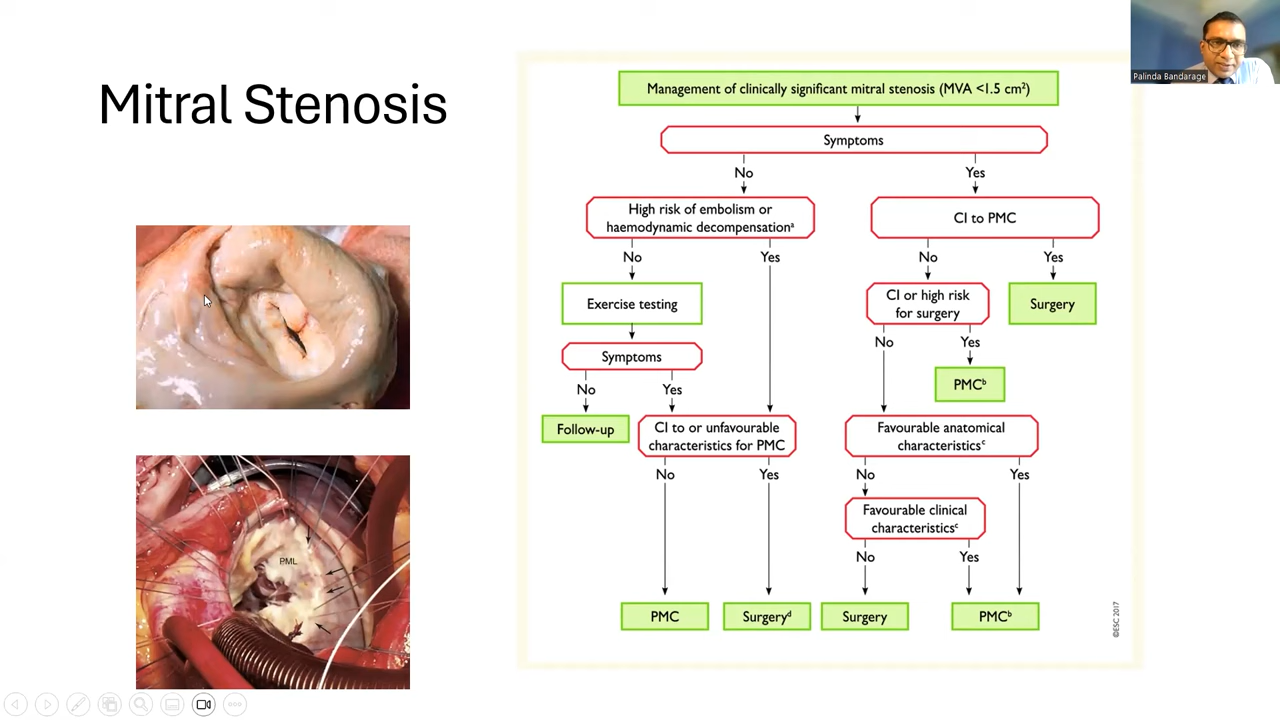 Mitral Stenosis
Palinda Bandarage
Management of clinically significant mitral stenosis (MVA <1.5 cm²)
Symptoms
No
Yes
High risk of embolism or
haemodynamic decompensationᵃ
CI to PMC
No
Yes
No
Yes
Exercise testing
CI or high risk
for surgery
Surgery
Symptoms
No
Yes
No
Yes
PMCᵇ
Follow-up
CI to or unfavourable
characteristics for PMC
Favourable anatomical
characteristicsᶜ
No
Yes
No
Yes
Favourable clinical
characteristicsᶜ
No
Yes
PMC
Surgeryᵈ
Surgery
PMCᵇ
©ESC 2017
PML